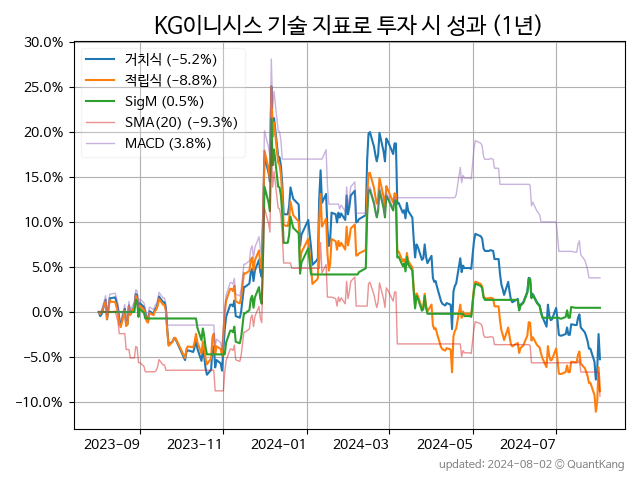 KG이니시스 기술 지표로 투자 시 성과 (1년)
30.0%
25.0%
20.0%
15.0%
10.0%
5.0%
0.0%
−5.0%
−10.0%
거치식 (−5.2%)
적립식 (−8.8%)
SigM (0.5%)
SMA(20) (−9.3%)
MACD (3.8%)
2023-09 2023-11 2024-01 2024-03 2024-05 2024-07
updated: 2024-08-02 © QuantKang